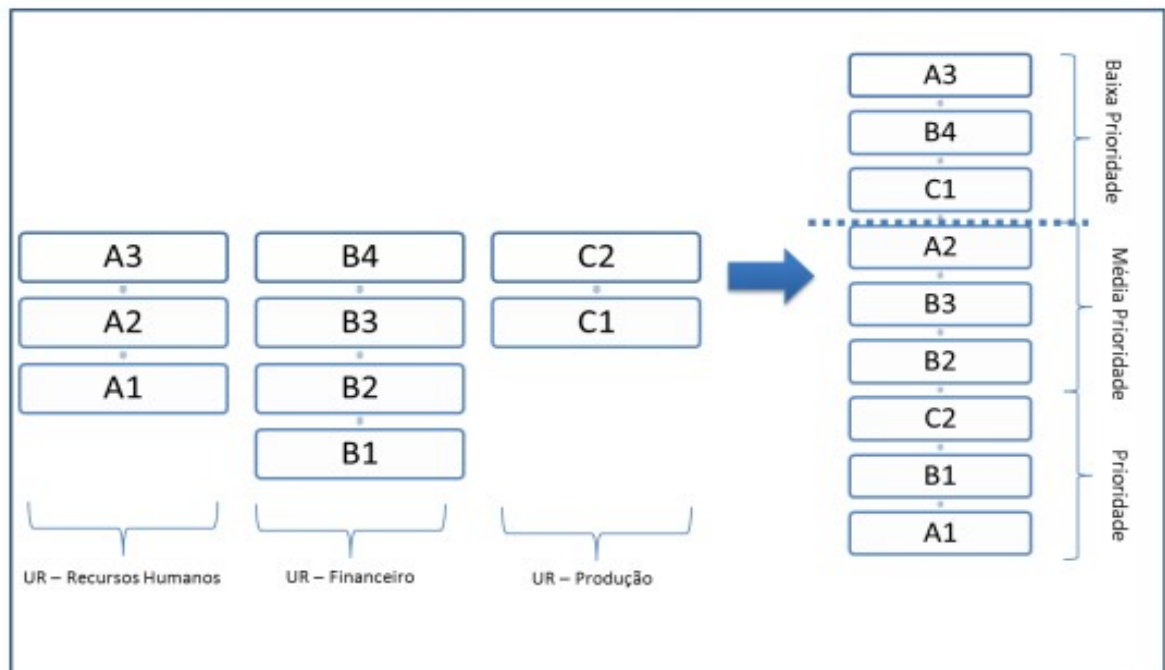 A3
A2
A1
UR – Recursos Humanos
B4
B3
B2
B1
UR – Financeiro
C2
C1
UR – Produção
A3
B4
C1
A2
B3
B2
C2
B1
A1
Baixa Prioridade
Média Prioridade
Prioridade